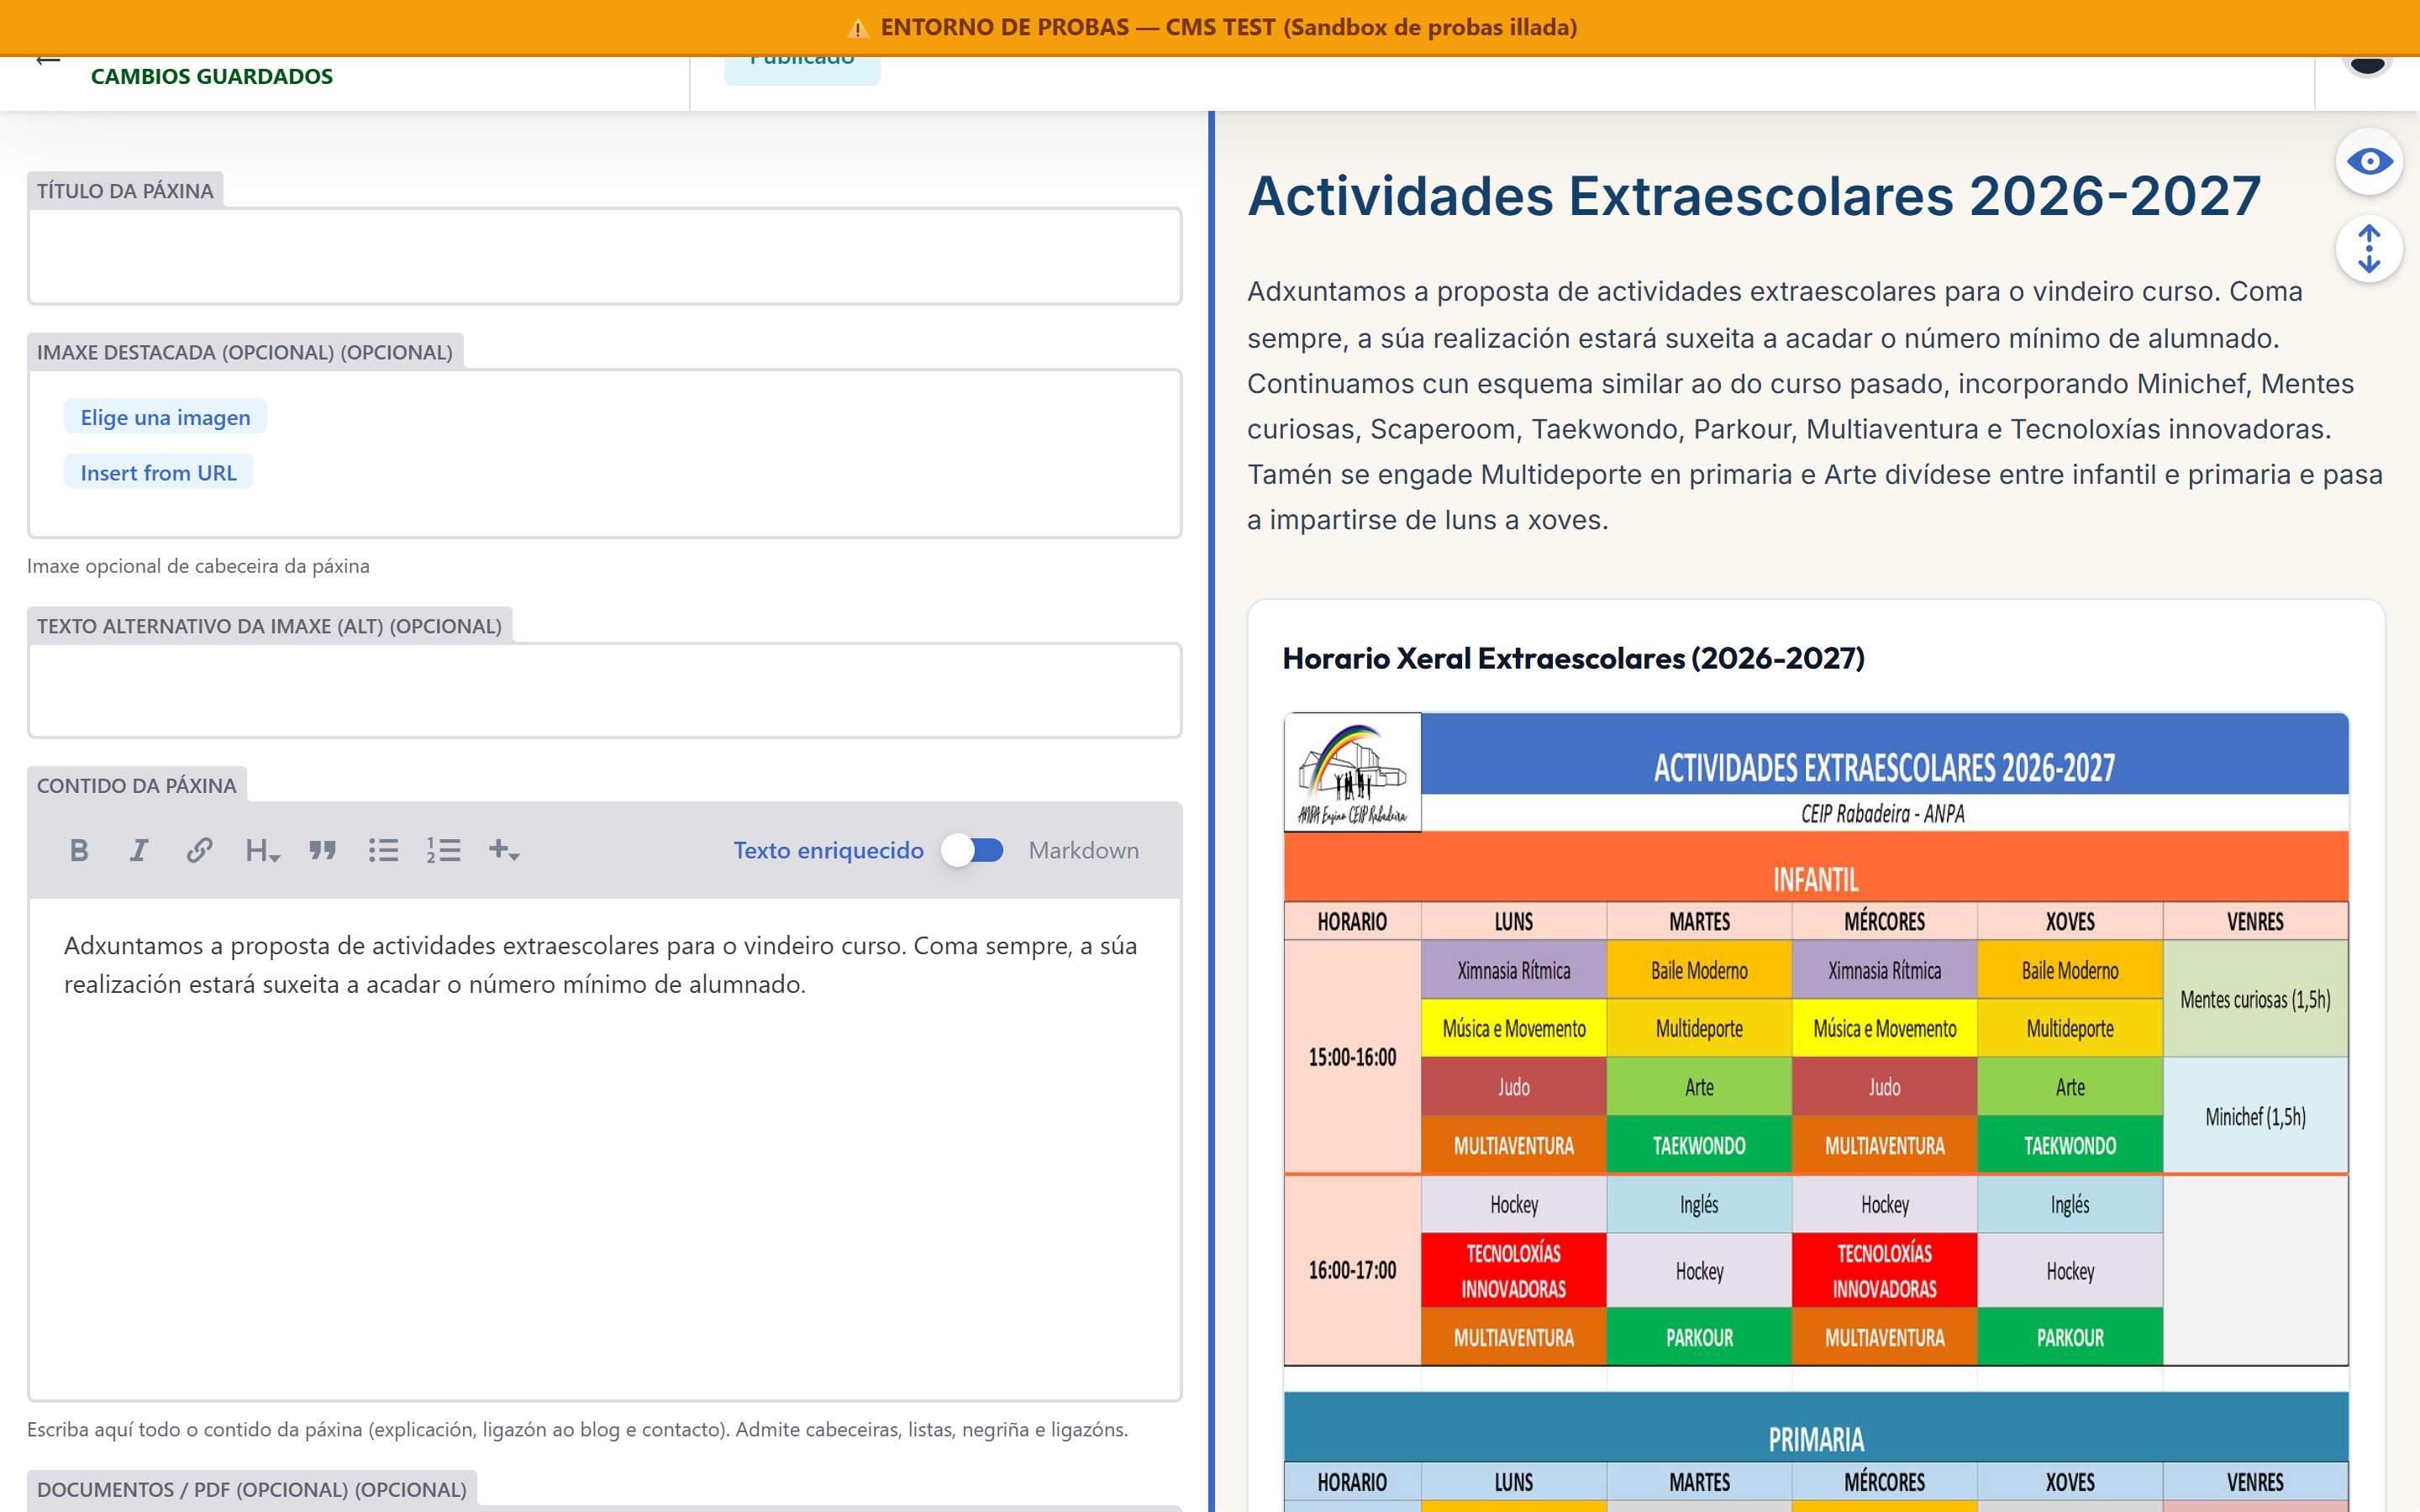 ⚠️ ENTORNO DE PROBAS — CMS TEST (Sandbox de probas illada)
CAMBIOS GUARDADOS
Publicado
TÍTULO DA PÁXINA
IMAXE DESTACADA (OPCIONAL) (OPCIONAL)
Elige una imagen
Insert from URL
Imaxe opcional de cabeceira da páxina
TEXTO ALTERNATIVO DA IMAXE (ALT) (OPCIONAL)
CONTIDO DA PÁXINA
B I H
Texto enriquecido Markdown
Adxuntamos a proposta de actividades extraescolares para o vindeiro curso. Coma sempre, a súa
realización estará suxeita a acadar o número mínimo de alumnado.
Escriba aquí todo o contido da páxina (explicación, ligazón ao blog e contacto). Admite cabeceiras, listas, negriña e ligazóns.
DOCUMENTOS / PDF (OPCIONAL) (OPCIONAL)
Actividades Extraescolares 2026-2027
Adxuntamos a proposta de actividades extraescolares para o vindeiro curso. Coma
sempre, a súa realización estará suxeita a acadar o número mínimo de alumnado.
Continuamos cun esquema similar ao do curso pasado, incorporando Minichef, Mentes
curiosas, Scaperoom, Taekwondo, Parkour, Multiaventura e Tecnoloxías innovadoras.
Tamén se engade Multideporte en primaria e Arte divídese entre infantil e primaria e pasa
a impartirse de luns a xoves.
Horario Xeral Extraescolares (2026-2027)
ANPA Ensino CEIP Rabadeira
ACTIVIDADES EXTRAESCOLARES 2026-2027
CEIP Rabadeira - ANPA
INFANTIL
HORARIO LUNS MARTES MÉRCORES XOVES VENRES
15:00-16:00
Ximnasia Rítmica Baile Moderno Ximnasia Rítmica Baile Moderno
Mentes curiosas (1,5h)
Música e Movemento Multideporte Música e Movemento Multideporte
Judo Arte Judo Arte
Minichef (1,5h)
MULTIAVENTURA TAEKWONDO MULTIAVENTURA TAEKWONDO
16:00-17:00
Hockey Inglés Hockey Inglés
TECNOLOXÍAS INNOVADORAS Hockey TECNOLOXÍAS INNOVADORAS Hockey
MULTIAVENTURA PARKOUR MULTIAVENTURA PARKOUR
PRIMARIA
HORARIO LUNS MARTES MÉRCORES XOVES VENRES